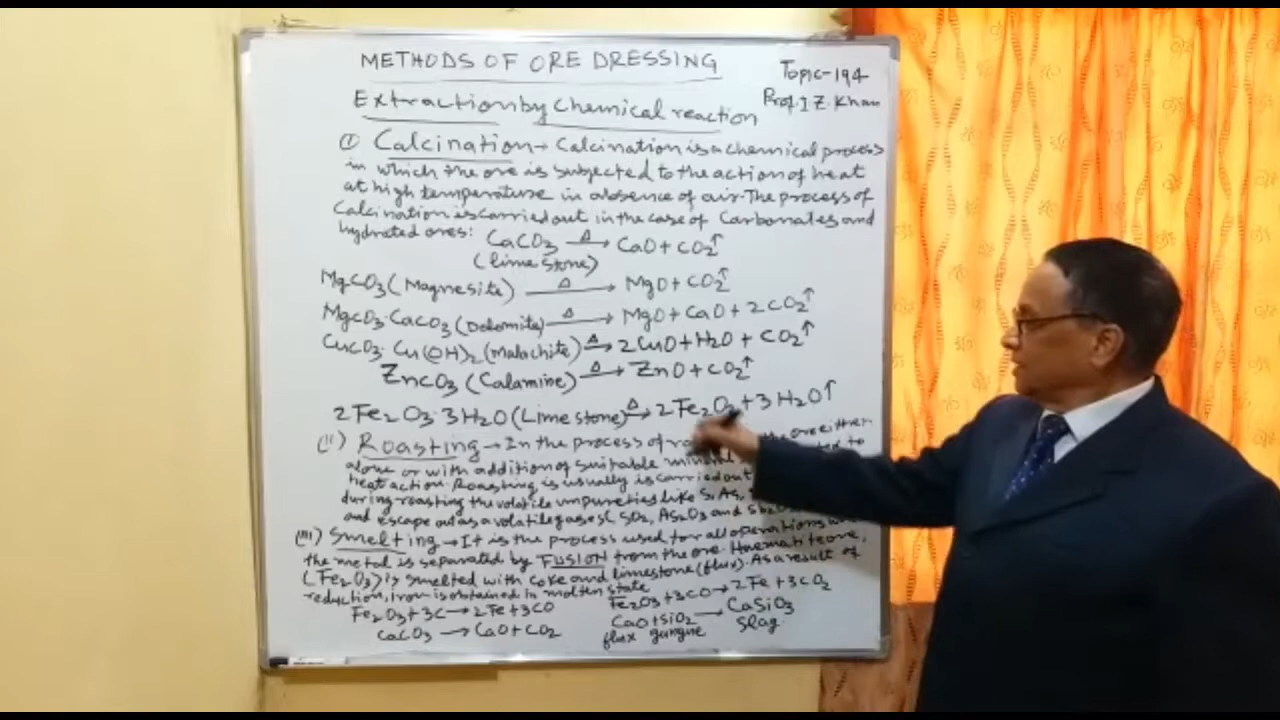 METHODS OF ORE DRESSING
Topic-194
Prof. I. Z. Khan
Extraction by Chemical reaction
① Calcination → Calcination is a chemical process
in which the ore is subjected to the action of heat
at high temperature in absence of air. The process of
Calcination is carried out in the case of Carbonates and
hydrated ores: CaCO3 —Δ→ CaO + CO2↑
(lime stone)
MgCO3 (Magnesite) —Δ→ MgO + CO2↑
MgCO3·CaCO3 (Dolomite) —Δ→ MgO + CaO + 2CO2↑
CuCO3·Cu(OH)2 (Malachite) —Δ→ 2CuO + H2O + CO2↑
ZnCO3 (Calamine) —Δ→ ZnO + CO2↑
2Fe2O3·3H2O (Lime stone) —Δ→ 2Fe2O3 + 3H2O↑
(ii) Roasting → In the process of the ore either
alone or with addition of suitable to
heat action. Roasting is usually is carried out
during roasting the volatile impureties like S, As,
and escape out as a volatile gases (SO2, As2O3 and
(iii) Smelting → It is the process used for all operations
the metal is separated by FUSION from the ore. Haematite ore,
(Fe2O3) is smelted with coke and limestone (flux). As a result of
reduction, iron is obtained in molten state
Fe2O3 + 3C → 2Fe + 3CO
Fe2O3 + 3CO → 2Fe + 3CO2
CaCO3 → CaO + CO2
CaO + SiO2 → CaSiO3
flux gangue Slag